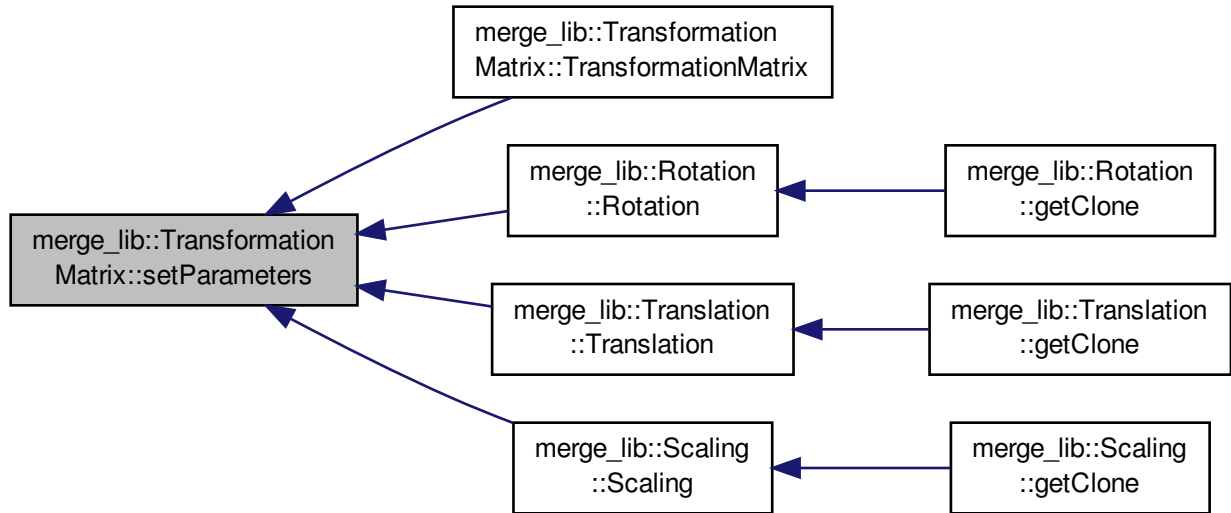 merge_lib::Transformation
Matrix::TransformationMatrix
merge_lib::Rotation
::Rotation
merge_lib::Rotation
::getClone
merge_lib::Transformation
Matrix::setParameters
merge_lib::Translation
::Translation
merge_lib::Translation
::getClone
merge_lib::Scaling
::Scaling
merge_lib::Scaling
::getClone